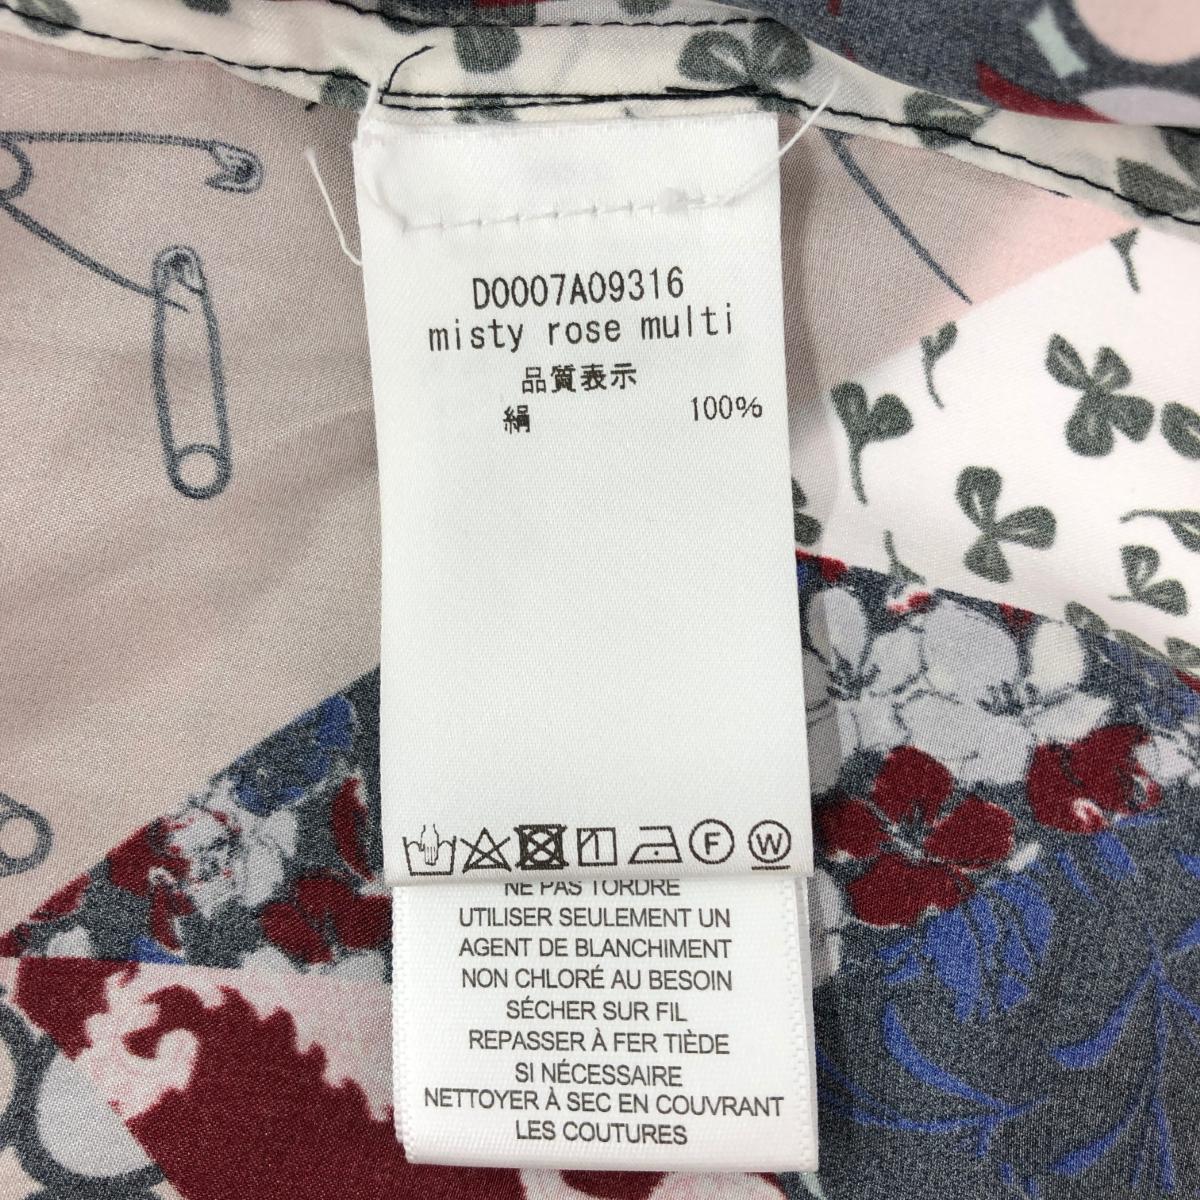 D0007A09316
misty rose multi
品質表示
絹 100%
F W
NE PAS TORDRE
UTILISER SEULEMENT UN
AGENT DE BLANCHIMENT
NON CHLORÉ AU BESOIN
SÉCHER SUR FIL
REPASSER À FER TIÈDE
SI NÉCESSAIRE
NETTOYER À SEC EN COUVRANT
LES COUTURES